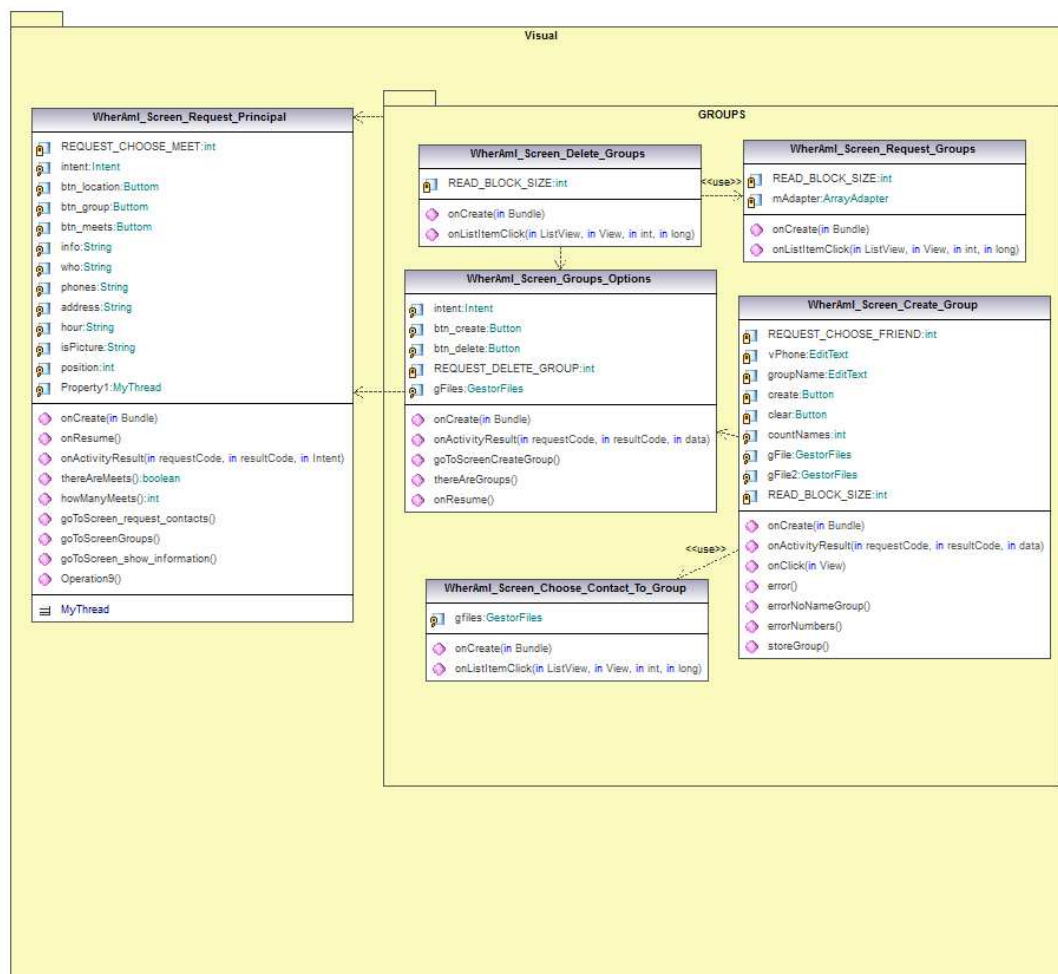 Visual
WherAmI_Screen_Request_Principal
REQUEST_CHOOSE_MEET:int
intent:Intent
btn_location:Buttom
btn_group:Buttom
btn_meets:Buttom
info:String
who:String
phones:String
address:String
hour:String
isPicture:String
position:int
Property1:MyThread
onCreate(in Bundle)
onResume()
onActivityResult(in requestCode, in resultCode, in Intent)
thereAreMeets():boolean
howManyMeets():int
goToScreen_request_contacts()
goToScreenGroups()
goToScreen_show_information()
Operation9()
MyThread
GROUPS
WherAmI_Screen_Delete_Groups
READ_BLOCK_SIZE:int
onCreate(in Bundle)
onListItemClick(in ListView, in View, in int, in long)
<<use>>
WherAmI_Screen_Request_Groups
READ_BLOCK_SIZE:int
mAdapter:ArrayAdapter
onCreate(in Bundle)
onListItemClick(in ListView, in View, in int, in long)
WherAmI_Screen_Groups_Options
intent:Intent
btn_create:Button
btn_delete:Button
REQUEST_DELETE_GROUP:int
gFiles:GestorFiles
onCreate(in Bundle)
onActivityResult(in requestCode, in resultCode, in data)
goToScreenCreateGroup()
thereAreGroups()
onResume()
WherAmI_Screen_Create_Group
REQUEST_CHOOSE_FRIEND:int
vPhone:EditText
groupName:EditText
create:Button
clear:Button
countNames:int
gFile:GestorFiles
gFile2:GestorFiles
READ_BLOCK_SIZE:int
onCreate(in Bundle)
onActivityResult(in requestCode, in resultCode, in data)
onClick(in View)
error()
errorNoNameGroup()
errorNumbers()
storeGroup()
<<use>>
WherAmI_Screen_Choose_Contact_To_Group
gfiles:GestorFiles
onCreate(in Bundle)
onListItemClick(in ListView, in View, in int, in long)